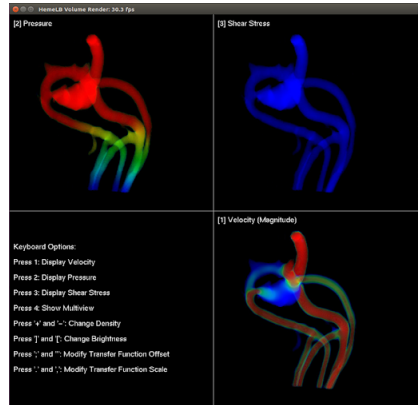 HemeLB Volume Render: 30.3 fps
[2] Pressure
[3] Shear Stress
Keyboard Options:
Press 1: Display Velocity
Press 2: Display Pressure
Press 3: Display Shear Stress
Press 4: Show Multiview
Press '+' and '-': Change Density
Press ']' and '[': Change Brightness
Press ';' and '"': Modify Transfer Function Offset
Press '.' and ',': Modify Transfer Function Scale
[1] Velocity (Magnitude)